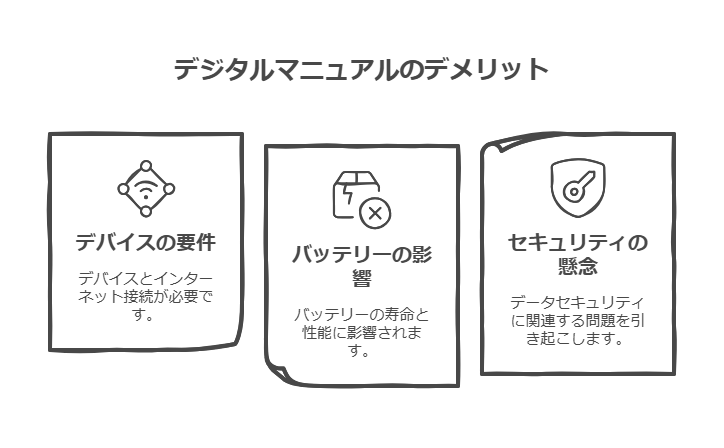 デジタルマニュアルのデメリット
デバイスの要件
デバイスとインター
ネット接続が必要で
す。
バッテリーの影
響
バッテリーの寿命と
性能に影響されま
す。
セキュリティの
懸念
データセキュリティ
に関連する問題を引
き起こします。